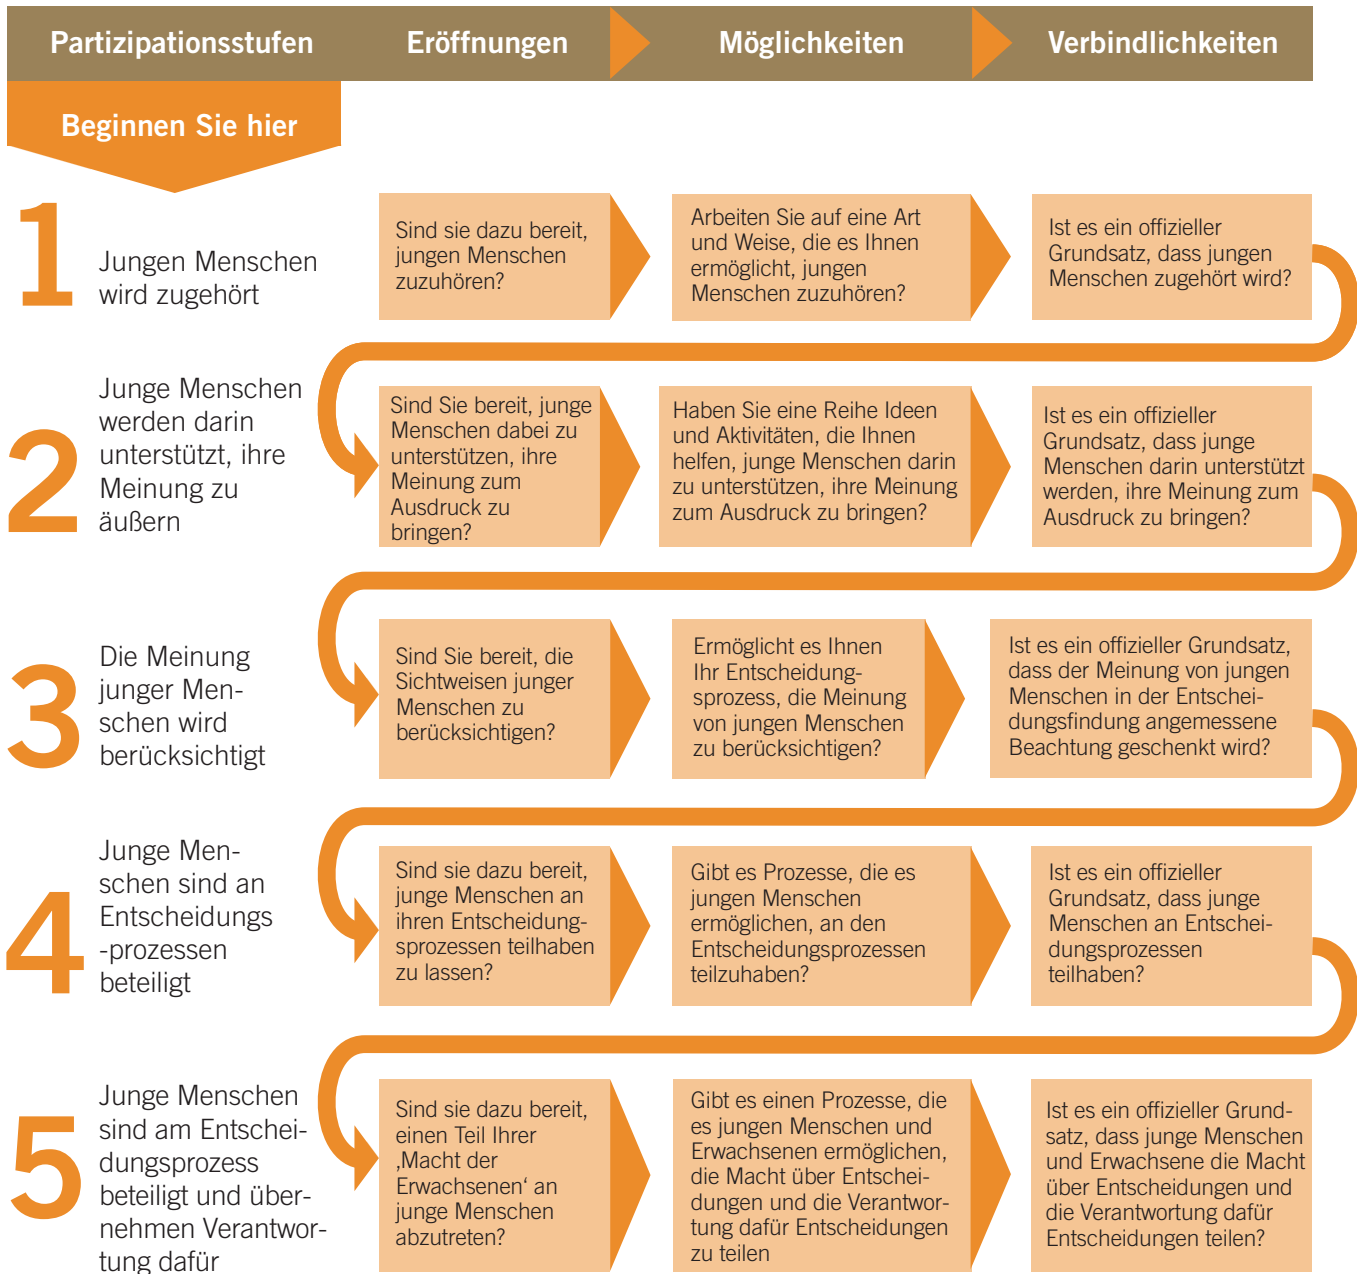 Partizipationsstufen
Eröffnungen
Möglichkeiten
Verbindlichkeiten
Beginnen Sie hier
1
Jungen Menschen
wird zugehört
Sind sie dazu bereit,
jungen Menschen
zuzuhören?
Arbeiten Sie auf eine Art
und Weise, die es Ihnen
ermöglicht, jungen
Menschen zuzuhören?
Ist es ein offizieller
Grundsatz, dass jungen
Menschen zugehört wird?
2
Junge Menschen
werden darin
unterstützt, ihre
Meinung zu
äußern
Sind Sie bereit, junge
Menschen dabei zu
unterstützen, ihre
Meinung zum
Ausdruck zu
bringen?
Haben Sie eine Reihe Ideen
und Aktivitäten, die Ihnen
helfen, junge Menschen darin
zu unterstützen, ihre Meinung
zum Ausdruck zu bringen?
Ist es ein offizieller
Grundsatz, dass junge
Menschen darin unterstützt
werden, ihre Meinung zum
Ausdruck zu bringen?
3
Die Meinung
junger Men-
schen wird
berücksichtigt
Sind Sie bereit, die
Sichtweisen junger
Menschen zu
berücksichtigen?
Ermöglicht es Ihnen
Ihr Entscheidung-
sprozess, die Meinung
von jungen Menschen
zu berücksichtigen?
Ist es ein offizieller Grundsatz,
dass der Meinung von jungen
Menschen in der Entschei-
dungsfindung angemessene
Beachtung geschenkt wird?
4
Junge Men-
schen sind an
Entscheidungs
-prozessen
beteiligt
Sind sie dazu bereit,
junge Menschen an
ihren Entscheidung-
sprozessen teilhaben
zu lassen?
Gibt es Prozesse, die es
jungen Menschen
ermöglichen, an den
Entscheidungsprozessen
teilzuhaben?
Ist es ein offizieller
Grundsatz, dass junge
Menschen an Entschei-
dungsprozessen
teilhaben?
5
Junge Menschen
sind am Entschei-
dungsprozess
beteiligt und über-
nehmen Verantwor-
tung dafür
Sind sie dazu bereit,
einen Teil Ihrer
‚Macht der
Erwachsenen‘ an
junge Menschen
abzutreten?
Gibt es einen Prozesse, die
es jungen Menschen und
Erwachsenen ermöglichen,
die Macht über Entschei-
dungen und die Verantwor-
tung dafür Entscheidungen
zu teilen
Ist es ein offizieller Grund-
satz, dass junge Menschen
und Erwachsene die Macht
über Entscheidungen und
die Verantwortung dafür
Entscheidungen teilen?